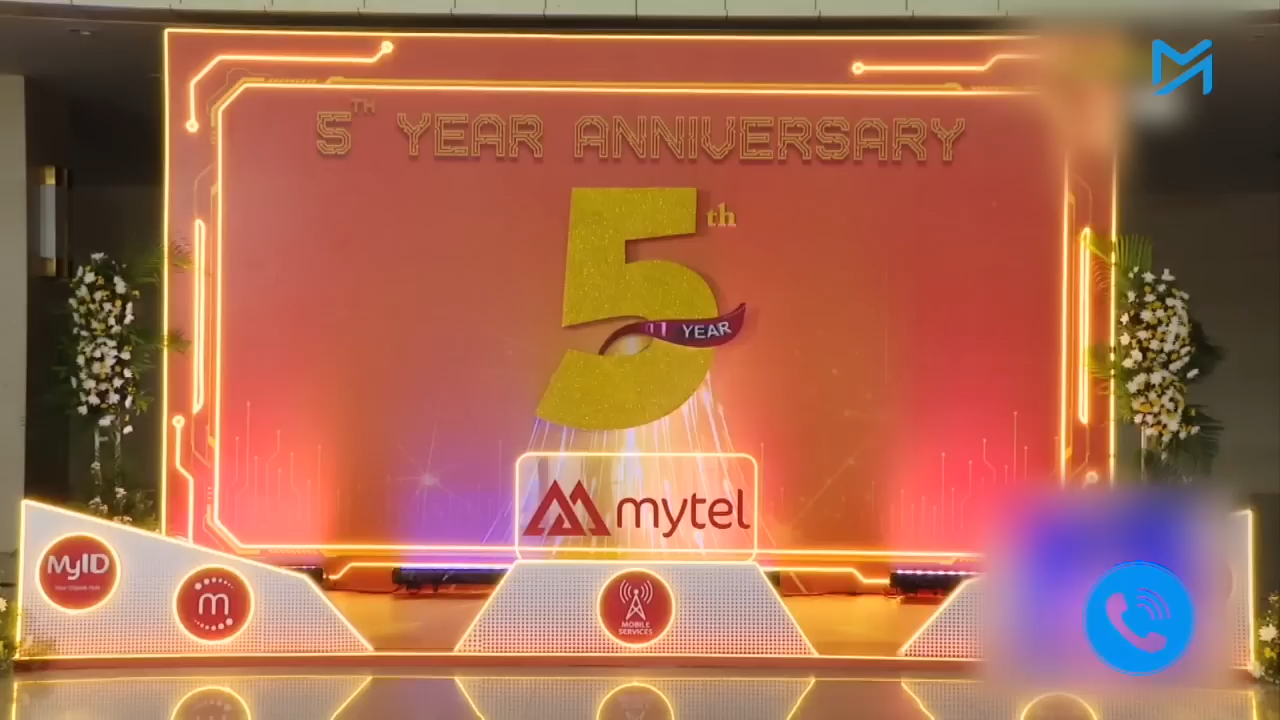 5TH YEAR ANNIVERSARY
5th
YEAR
mytel
MyID
m
MOBILE
SERVICES